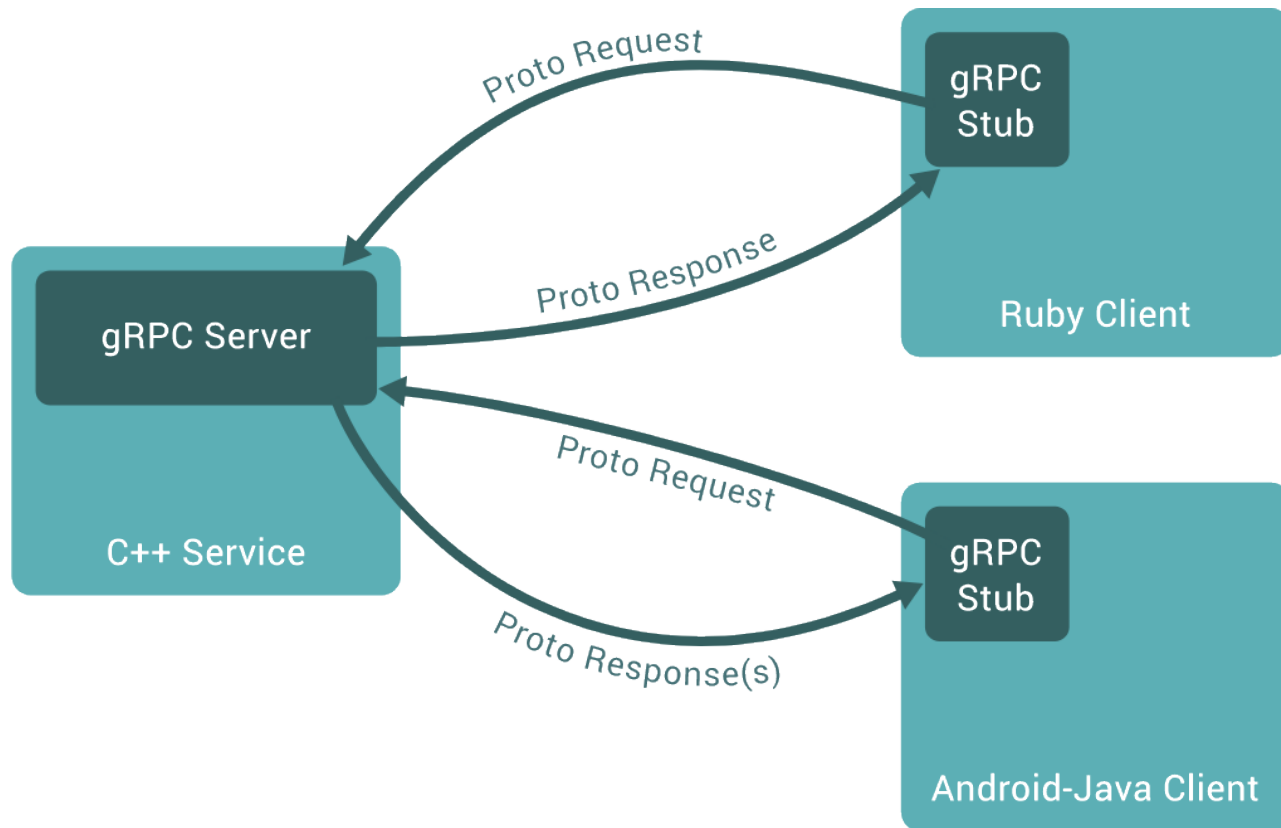 Proto Request
gRPC
Stub
Proto Response
Ruby Client
gRPC Server
C++ Service
Proto Request
gRPC
Stub
Proto Response(s)
Android-Java Client